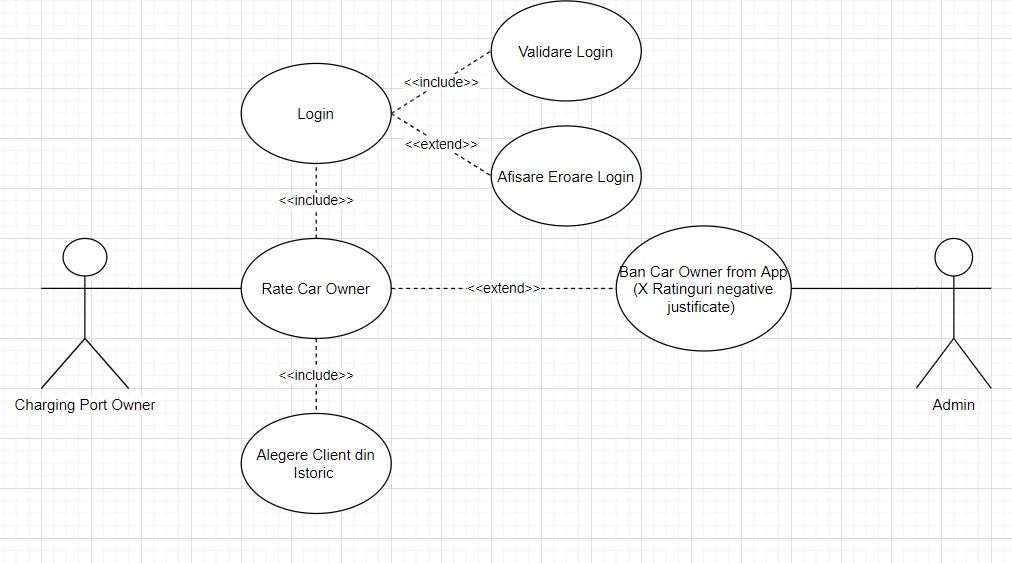 Validare Login
<<include>>
Login
<<extend>>
Afisare Eroare Login
<<include>>
Rate Car Owner
<<extend>>
Ban Car Owner from App
(X Ratinguri negative
justificate)
<<include>>
Charging Port Owner
Admin
Alegere Client din
Istoric